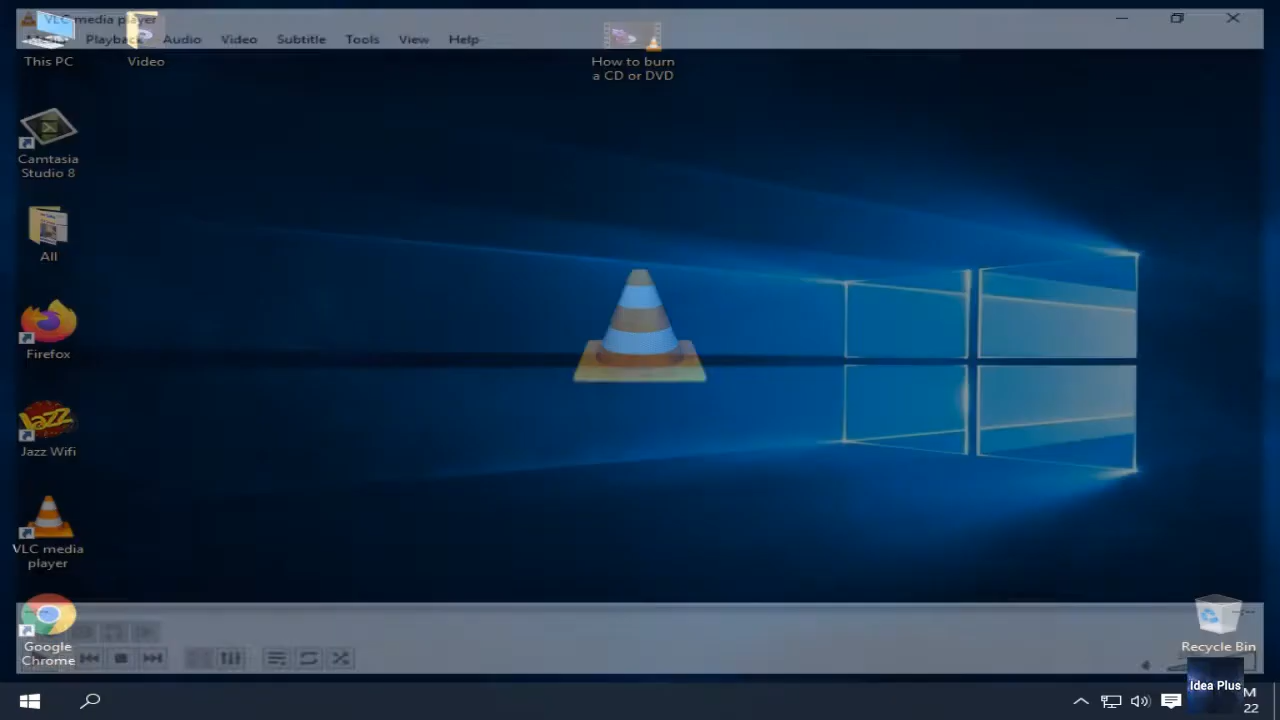 VLC media player
Media Playback Audio Video Subtitle Tools View Help
This PC
Video
How to burn
a CD or DVD
Camtasia
Studio 8
All
Firefox
Jazz
Jazz Wifi
VLC media
player
Google
Chrome
Recycle Bin
Idea Plus
M
22